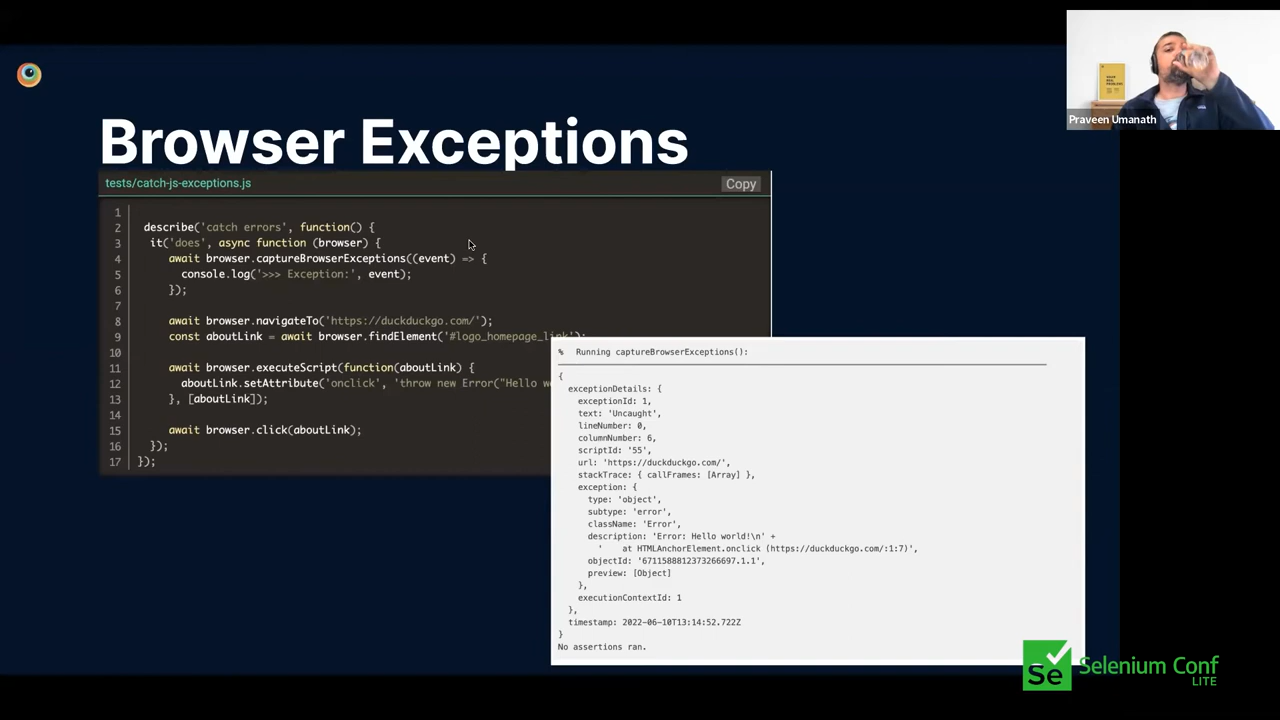 Praveen Umanath
Browser Exceptions
tests/catch-js-exceptions.js
Copy
1
2 describe('catch errors', function() {
3 it('does', async function (browser) {
4 await browser.captureBrowserExceptions((event) => {
5 console.log('>>> Exception:', event);
6 });
7
8 await browser.navigateTo('https://duckduckgo.com/');
9 const aboutLink = await browser.findElement('#logo_homepage_link');
10
11 await browser.executeScript(function(aboutLink) {
12 aboutLink.setAttribute('onclick', 'throw new Error("Hello wo
13 }, [aboutLink]);
14
15 await browser.click(aboutLink);
16 });
17 });
% Running captureBrowserExceptions():
{
exceptionDetails: {
exceptionId: 1,
text: 'Uncaught',
lineNumber: 0,
columnNumber: 6,
scriptId: '55',
url: 'https://duckduckgo.com/',
stackTrace: { callFrames: [Array] },
exception: {
type: 'object',
subtype: 'error',
className: 'Error',
description: 'Error: Hello world!\n' +
' at HTMLAnchorElement.onclick (https://duckduckgo.com/:1:7)',
objectId: '6711588812373266697.1.1',
preview: [Object]
},
executionContextId: 1
},
timestamp: 2022-06-10T13:14:52.722Z
}
No assertions ran.
Se
Selenium Conf
LITE